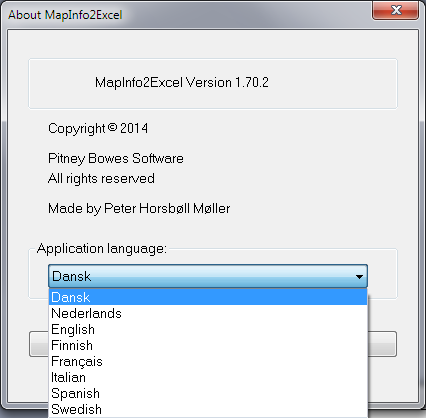 About MapInfo2Excel
MapInfo2Excel Version 1.70.2
Copyright © 2014
Pitney Bowes Software
All rights reserved
Made by Peter Horsbøll Møller
Application language:
Dansk
Dansk
Nederlands
English
Finnish
Français
Italian
Spanish
Swedish